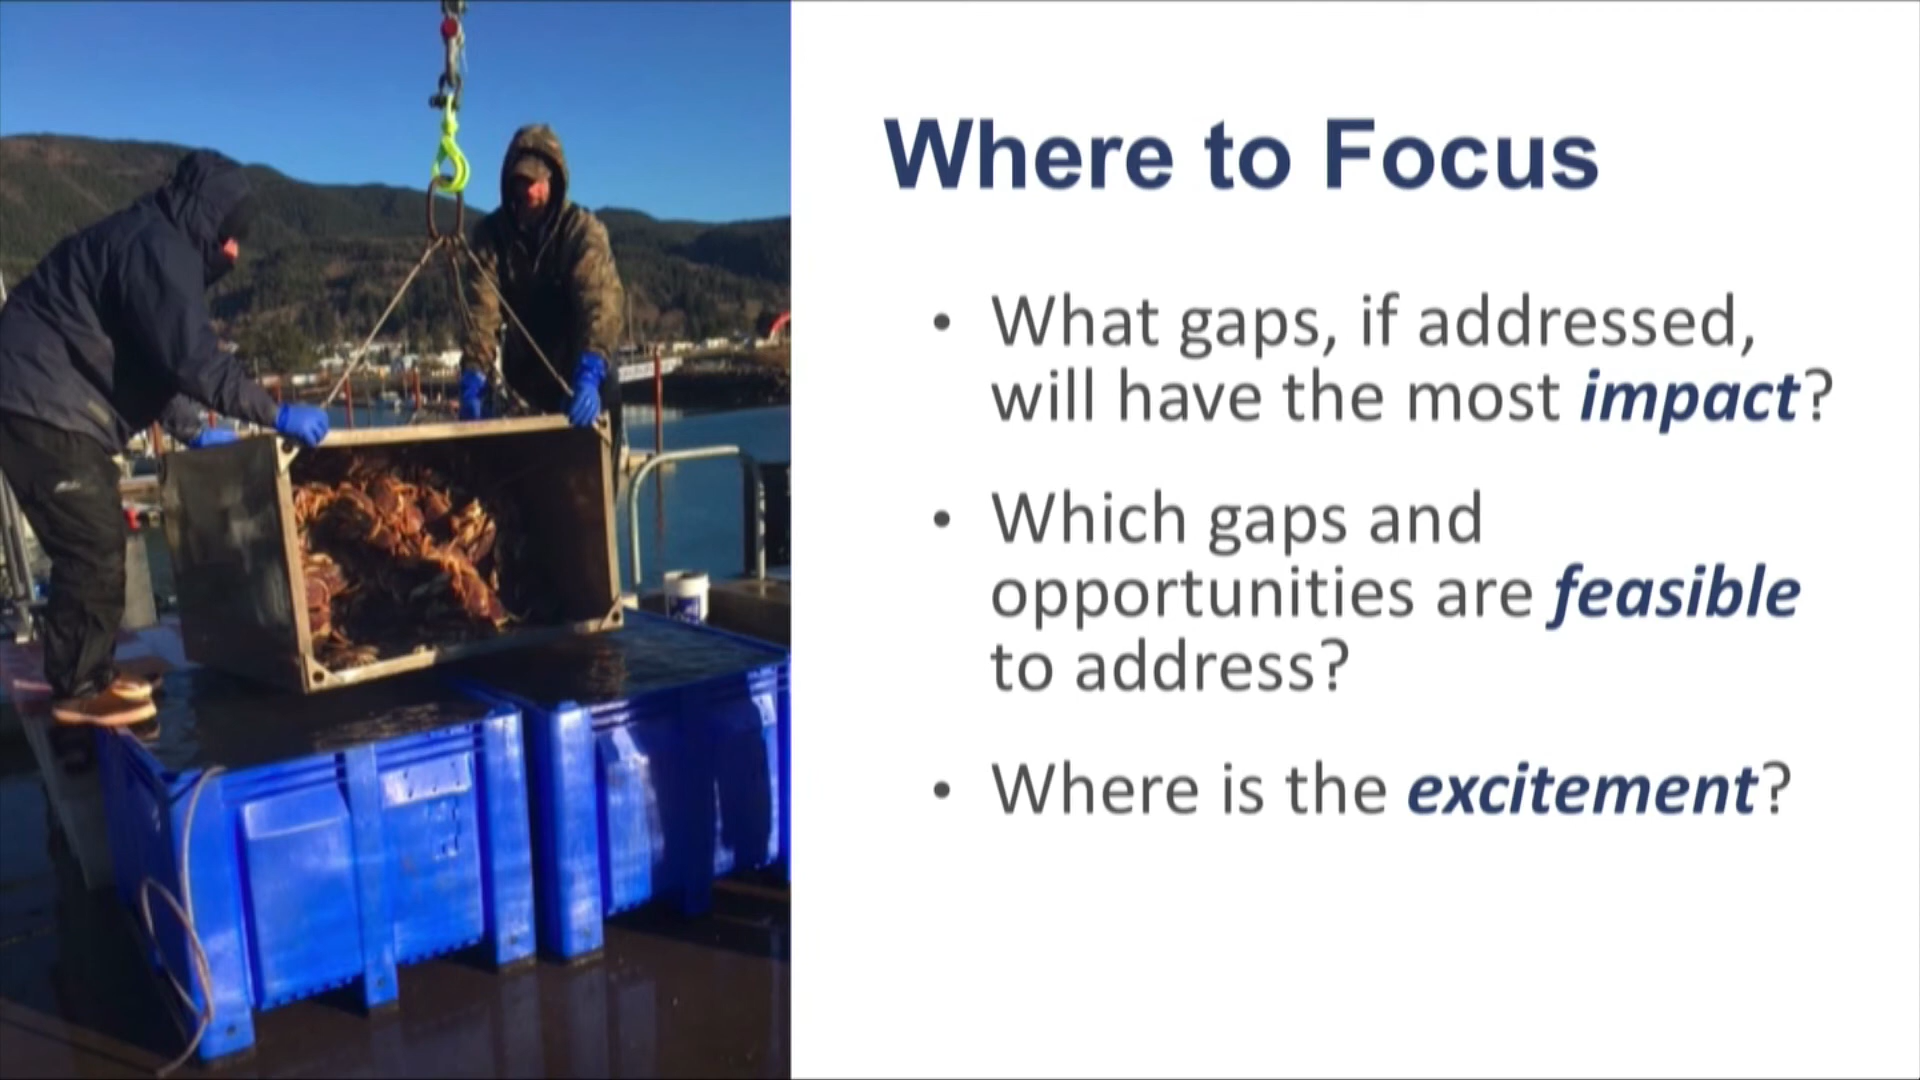 Where to Focus
• What gaps, if addressed,
will have the most impact?
• Which gaps and
opportunities are feasible
to address?
• Where is the excitement?